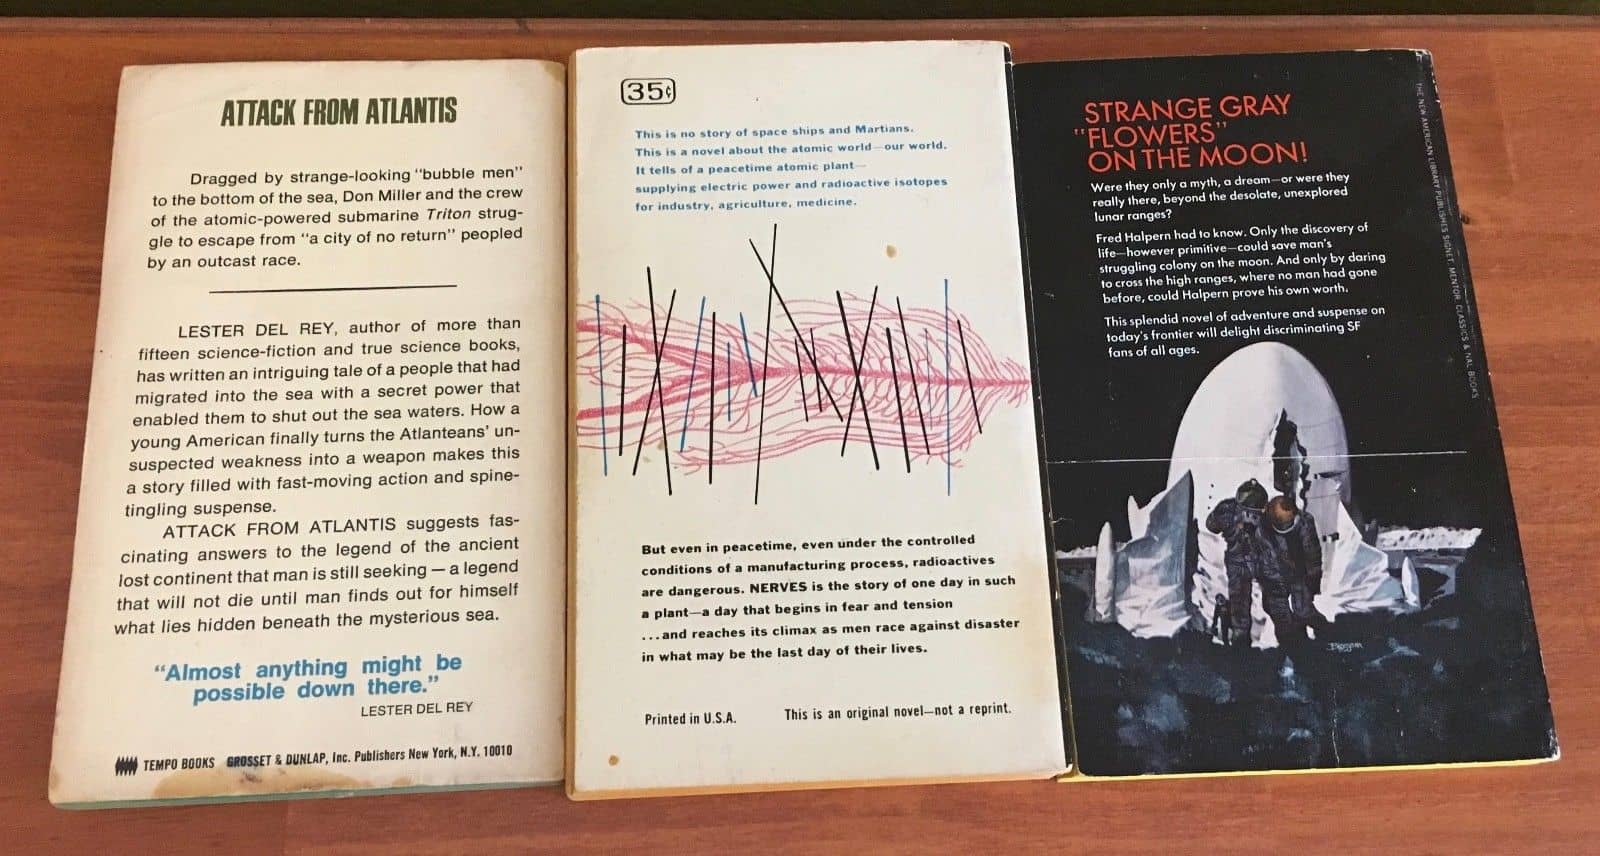 ATTACK FROM ATLANTIS
Dragged by strange-looking "bubble men"
to the bottom of the sea, Don Miller and the crew
of the atomic-powered submarine Triton strug-
gle to escape from "a city of no return" peopled
by an outcast race.
LESTER DEL REY, author of more than
fifteen science-fiction and true science books,
has written an intriguing tale of a people that had
migrated into the sea with a secret power that
enabled them to shut out the sea waters. How a
young American finally turns the Atlanteans' un-
suspected weakness into a weapon makes this
a story filled with fast-moving action and spine-
tingling suspense.
ATTACK FROM ATLANTIS suggests fas-
cinating answers to the legend of the ancient
lost continent that man is still seeking — a legend
that will not die until man finds out for himself
what lies hidden beneath the mysterious sea.
"Almost anything might be
possible down there."
LESTER DEL REY
TEMPO BOOKS GROSSET & DUNLAP, Inc. Publishers New York, N.Y. 10010
35¢
This is no story of space ships and Martians.
This is a novel about the atomic world—our world.
It tells of a peacetime atomic plant—
supplying electric power and radioactive isotopes
for industry, agriculture, medicine.
But even in peacetime, even under the controlled
conditions of a manufacturing process, radioactives
are dangerous. NERVES is the story of one day in such
a plant—a day that begins in fear and tension
...and reaches its climax as men race against disaster
in what may be the last day of their lives.
Printed in U.S.A. This is an original novel—not a reprint.
STRANGE GRAY
"FLOWERS"
ON THE MOON!
Were they only a myth, a dream—or were they
really there, beyond the desolate, unexplored
lunar ranges?
Fred Halpern had to know. Only the discovery of
life—however primitive—could save man's
struggling colony on the moon. And only by daring
to cross the high ranges, where no man had gone
before, could Halpern prove his own worth.
This splendid novel of adventure and suspense on
today's frontier will delight discriminating SF
fans of all ages.
THE NEW AMERICAN LIBRARY PUBLISHES SIGNET, MENTOR, CLASSICS & NAL BOOKS